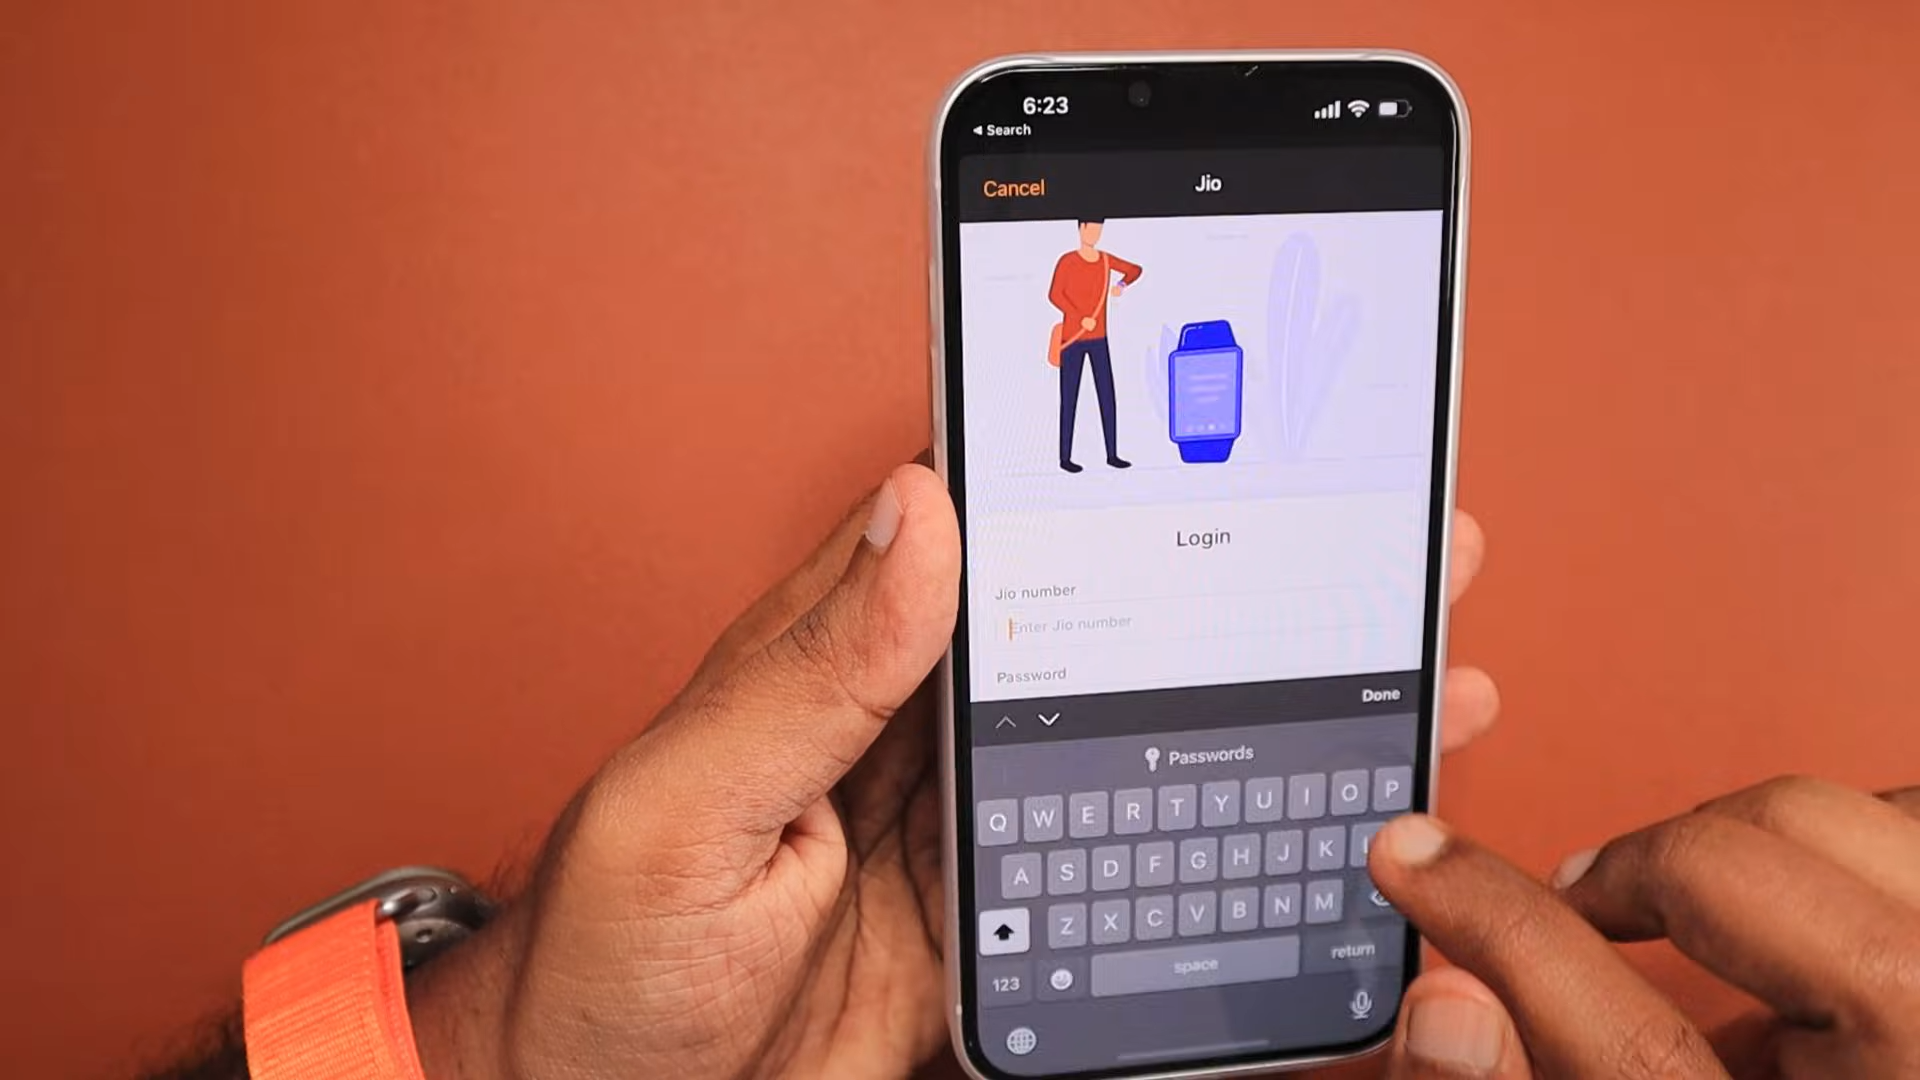 6:23
Search
Cancel
Jio
Login
Jio number
Enter Jio number
Password
Done
Passwords
Q W E R T Y U I O P
A S D F G H J K
Z X C V B N M
123
space
return